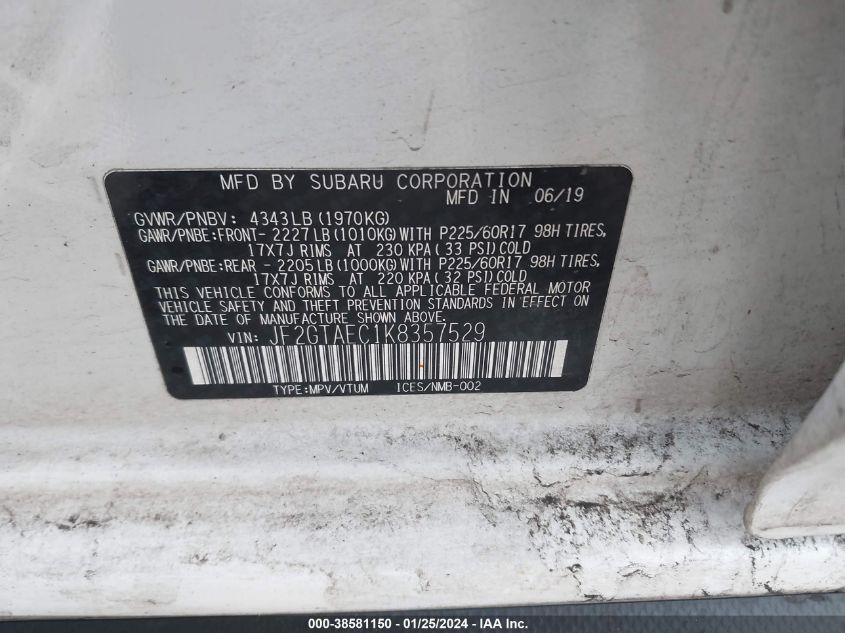 MFD BY SUBARU CORPORATION
MFD IN 06/19
GVWR/PNBV: 4343LB (1970KG)
GAWR/PNBE:FRONT- 2227LB (1010KG) WITH P225/60R17 98H TIRES,
17X7J RIMS AT 230 KPA (33 PSI) COLD
GAWR/PNBE:REAR - 2205LB (1000KG) WITH P225/60R17 98H TIRES,
17X7J RIMS AT 220 KPA (32 PSI) COLD
THIS VEHICLE CONFORMS TO ALL APPLICABLE FEDERAL MOTOR
VEHICLE SAFETY AND THEFT PREVENTION STANDARDS IN EFFECT ON
THE DATE OF MANUFACTURE SHOWN ABOVE.
VIN: JF2GTAEC1K8357529
TYPE:MPV/VTUM ICES/NMB-002
000-38581150 - 01/25/2024 - IAA Inc.